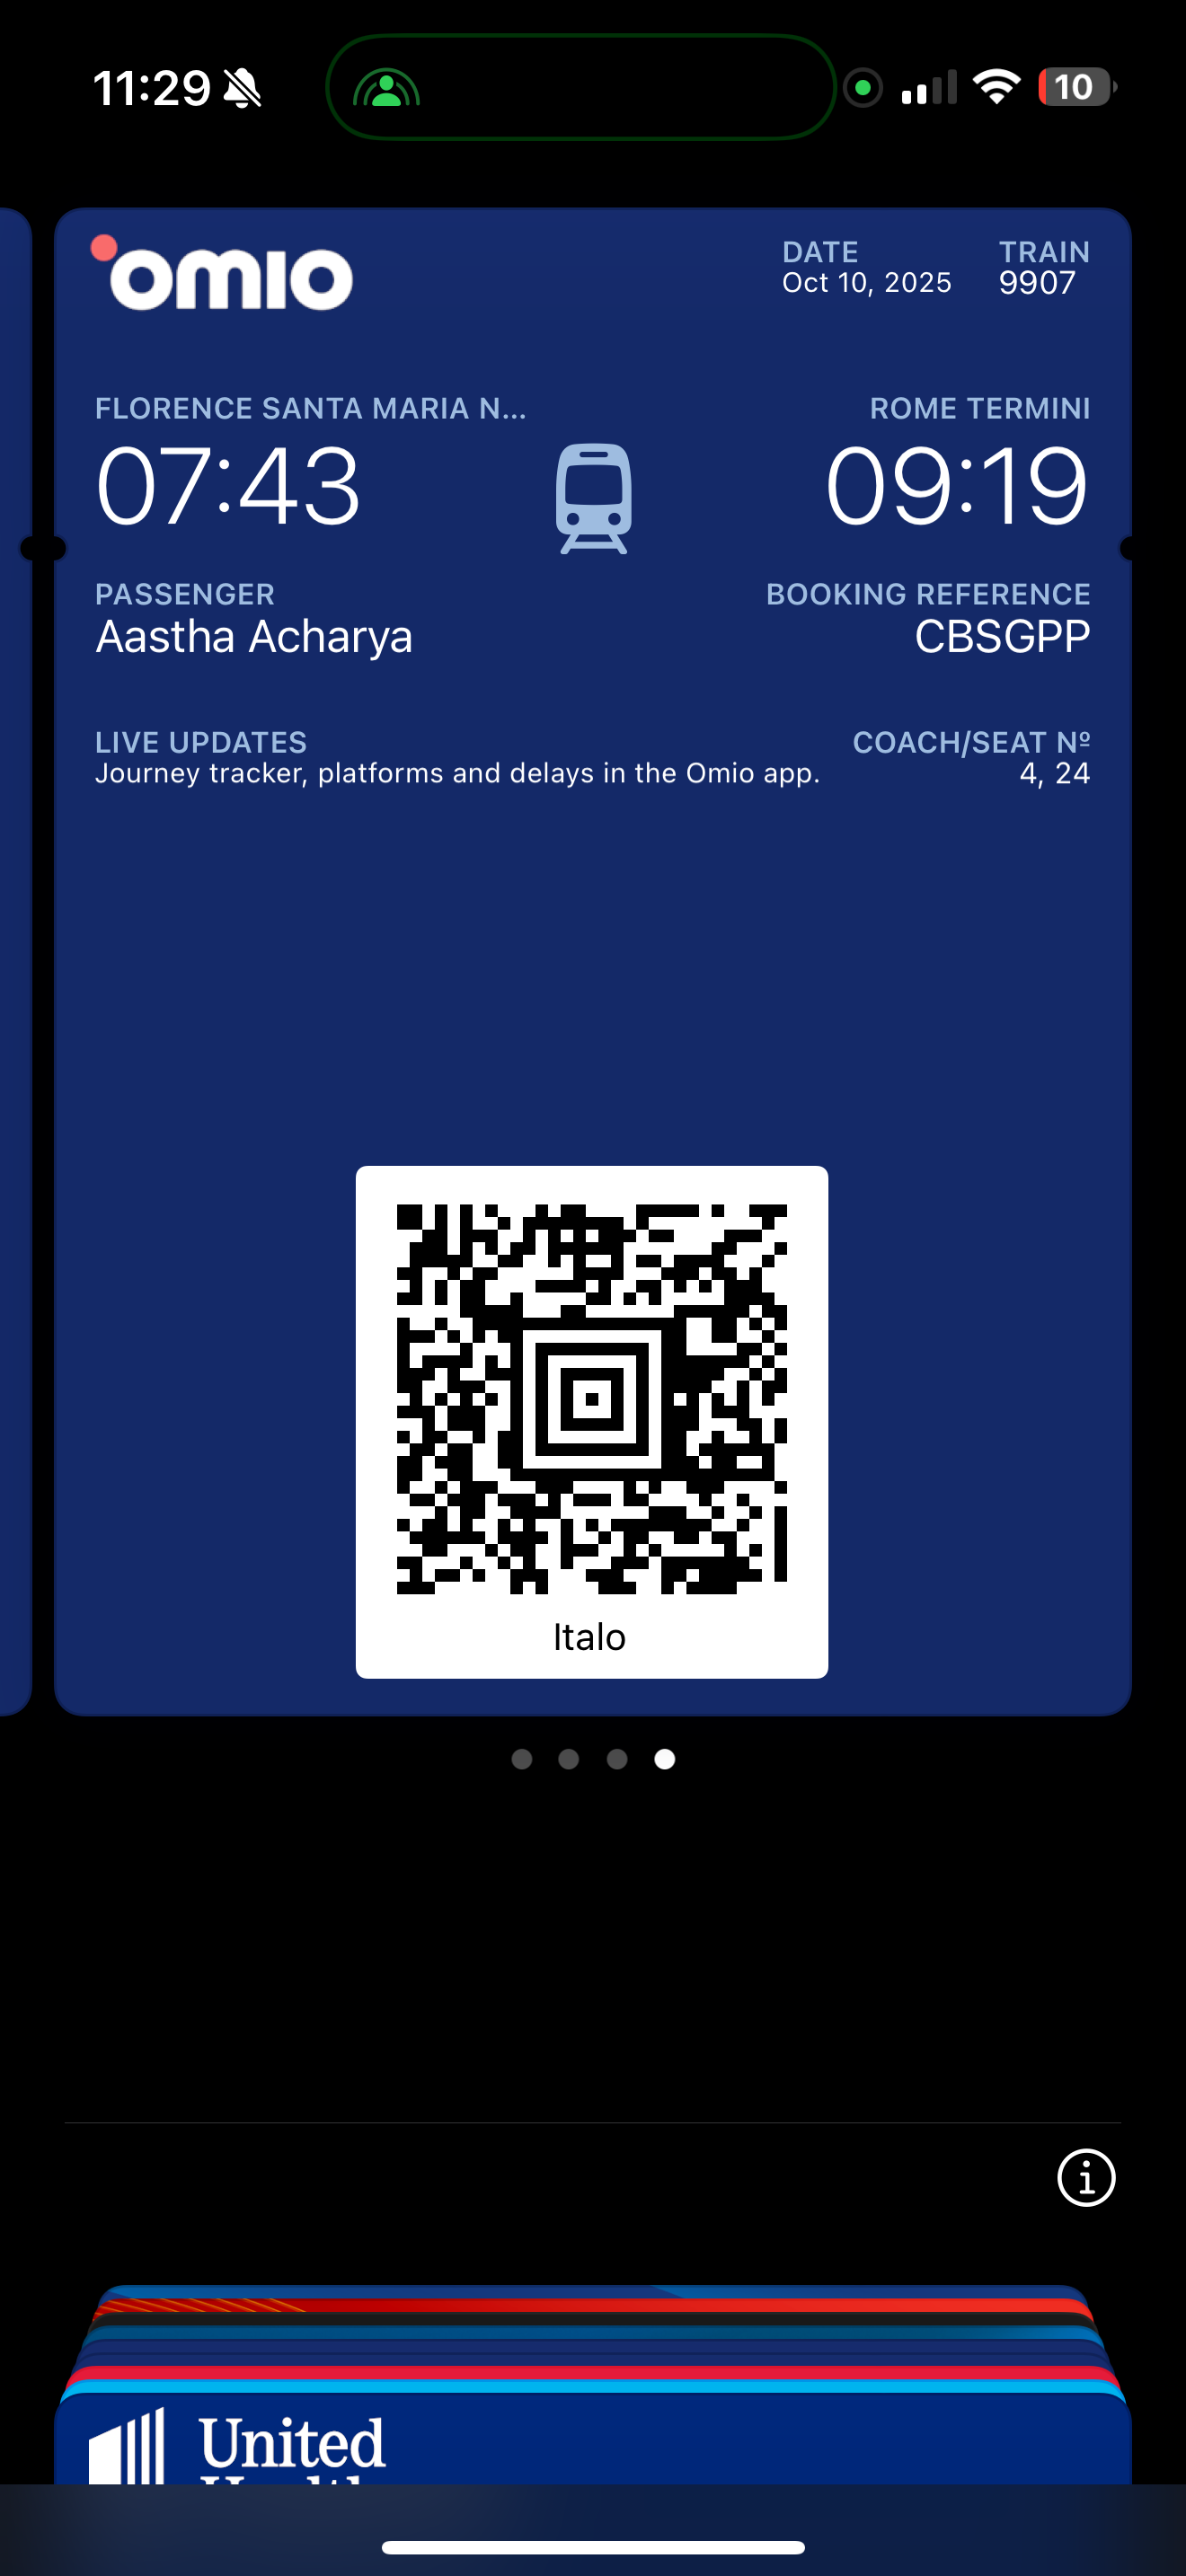 11:29
10
omio
DATE
Oct 10, 2025
TRAIN
9907
FLORENCE SANTA MARIA N...
ROME TERMINI
07:43
09:19
PASSENGER
Aastha Acharya
BOOKING REFERENCE
CBSGPP
LIVE UPDATES
Journey tracker, platforms and delays in the Omio app.
COACH/SEAT Nº
4, 24
Italo
United